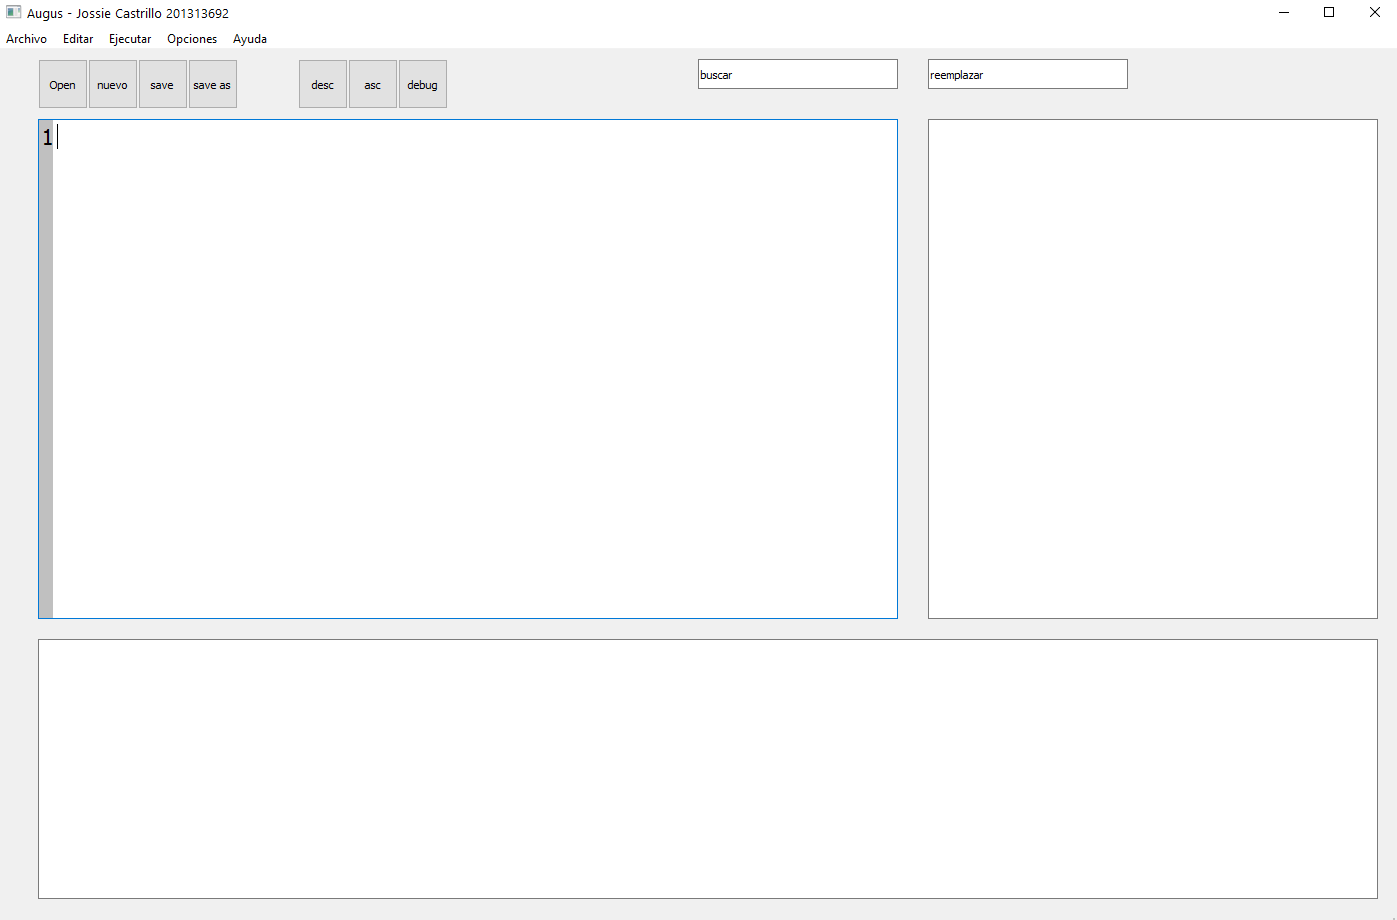 Augus - Jossie Castrillo 201313692
Archivo Editar Ejecutar Opciones Ayuda
Open nuevo save save as desc asc debug buscar reemplazar
1